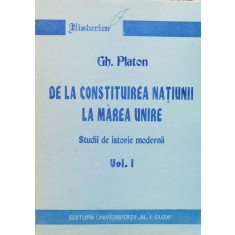 Historica
Gh. Platon
DE LA CONSTITUIREA NAȚIUNII
LA MAREA UNIRE
Studii de istorie modernă
Vol. I
EDITURA UNIVERSITĂȚII "AL. I. CUZA"